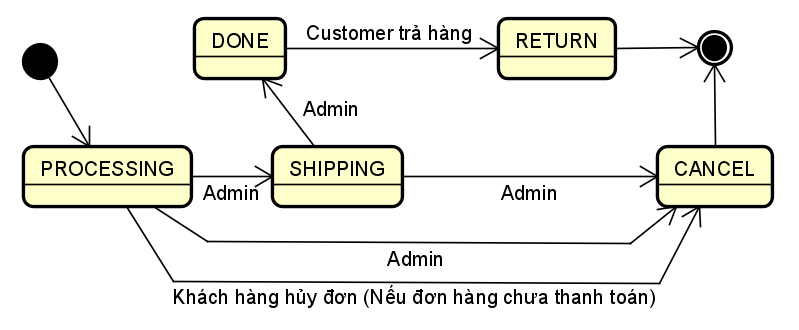 DONE
Customer trả hàng
RETURN
Admin
PROCESSING
Admin
SHIPPING
Admin
CANCEL
Admin
Khách hàng hủy đơn (Nếu đơn hàng chưa thanh toán)